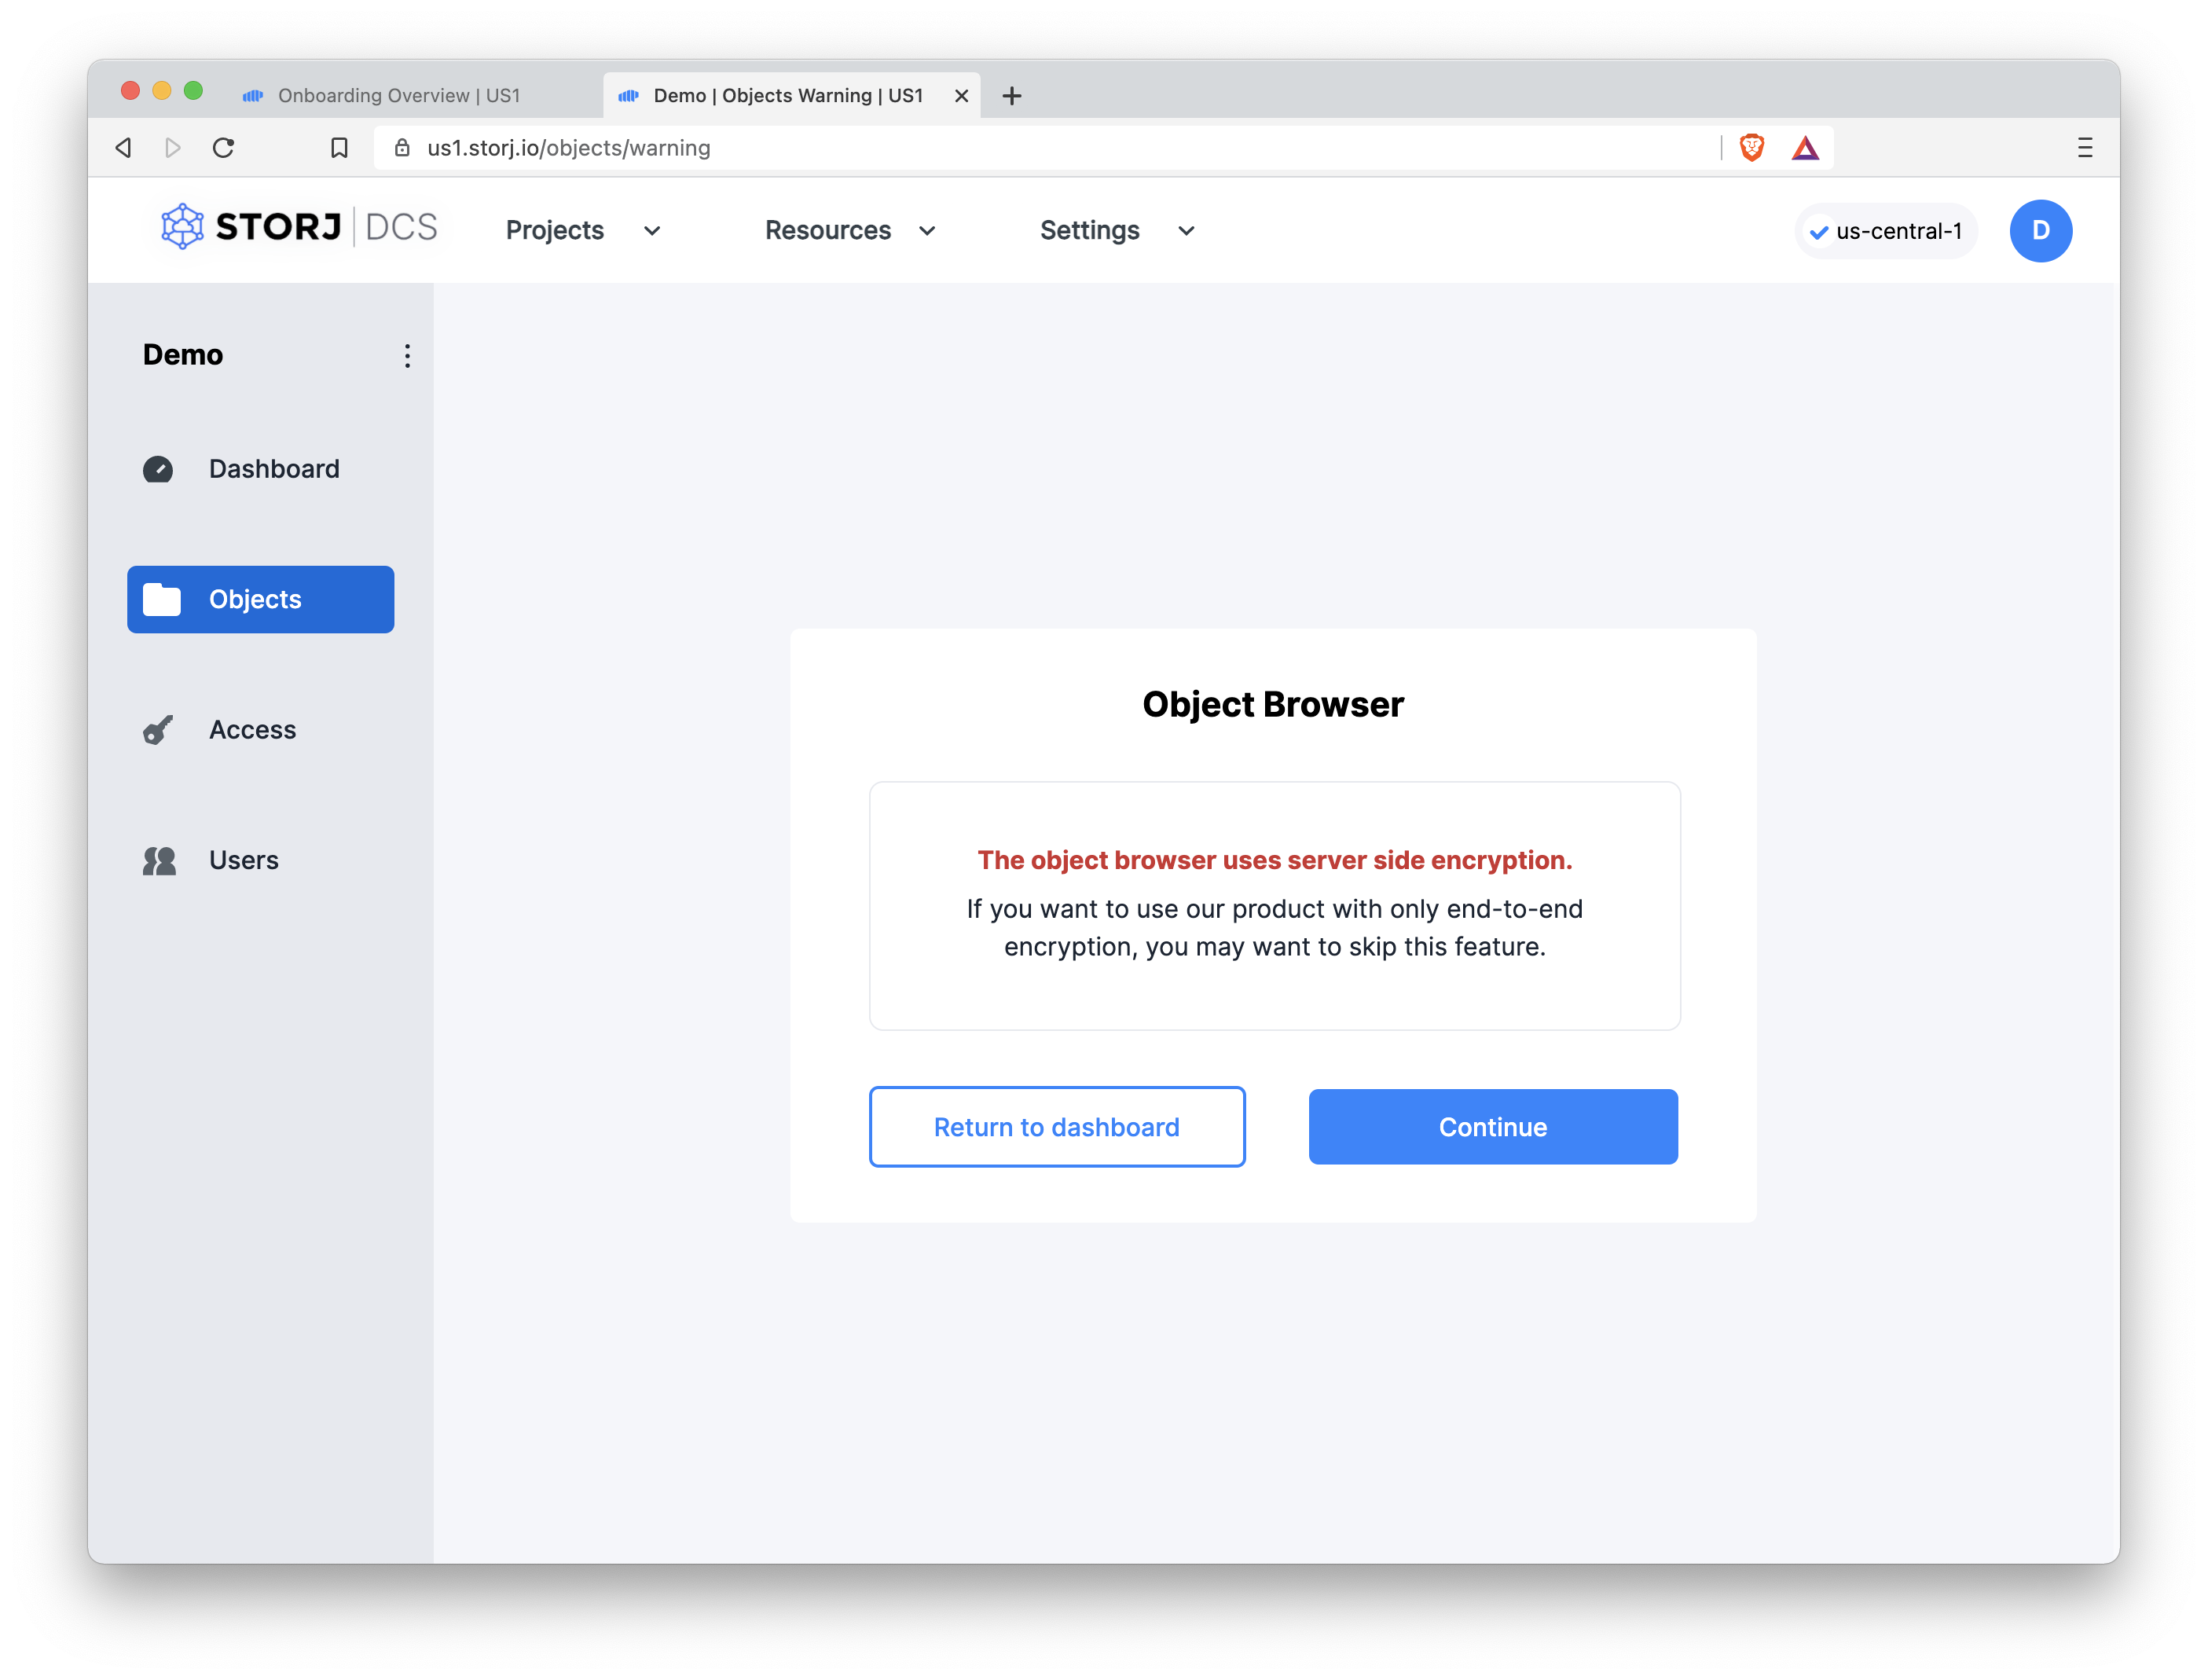 Onboarding Overview | US1
Demo | Objects Warning | US1
us1.storj.io/objects/warning
STORJ DCS
Projects
Resources
Settings
us-central-1
D
Demo
Dashboard
Objects
Access
Users
Object Browser
The object browser uses server side encryption.
If you want to use our product with only end-to-end
encryption, you may want to skip this feature.
Return to dashboard
Continue